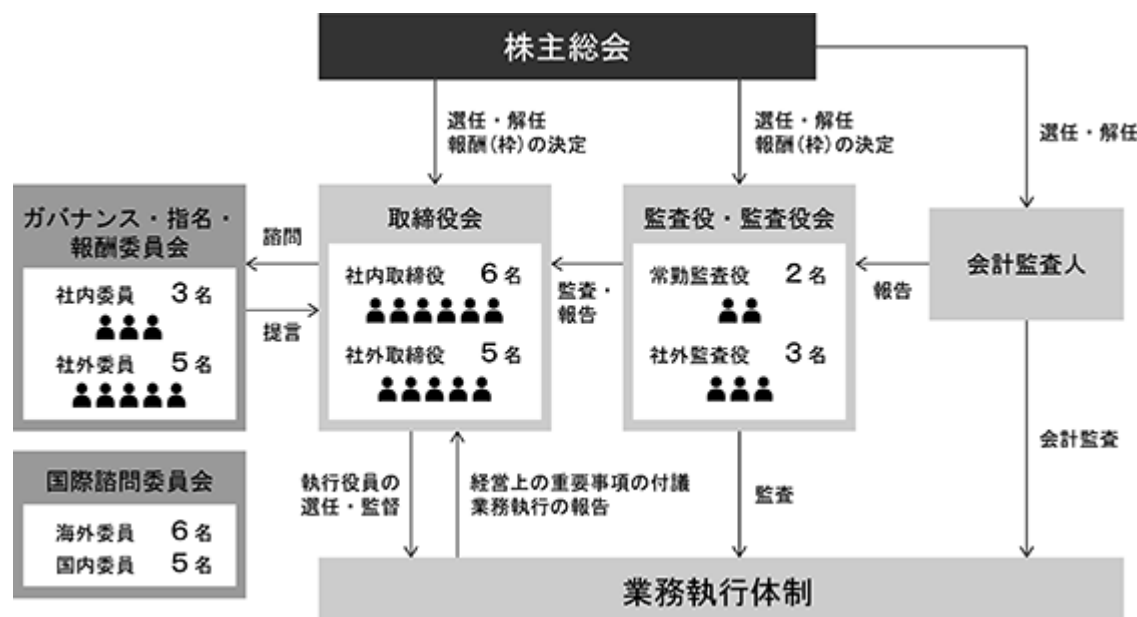 株主総会
選任・解任
報酬(枠)の決定
選任・解任
報酬(枠)の決定
選任・解任
ガバナンス・指名・
報酬委員会
社内委員 3名
社外委員 5名
諮問
提言
取締役会
社内取締役 6名
社外取締役 5名
監査・
報告
監査役・監査役会
常勤監査役 2名
社外監査役 3名
報告
会計監査人
国際諮問委員会
海外委員 6名
国内委員 5名
執行役員の
選任・監督
経営上の重要事項の付議
業務執行の報告
監査
会計監査
業務執行体制